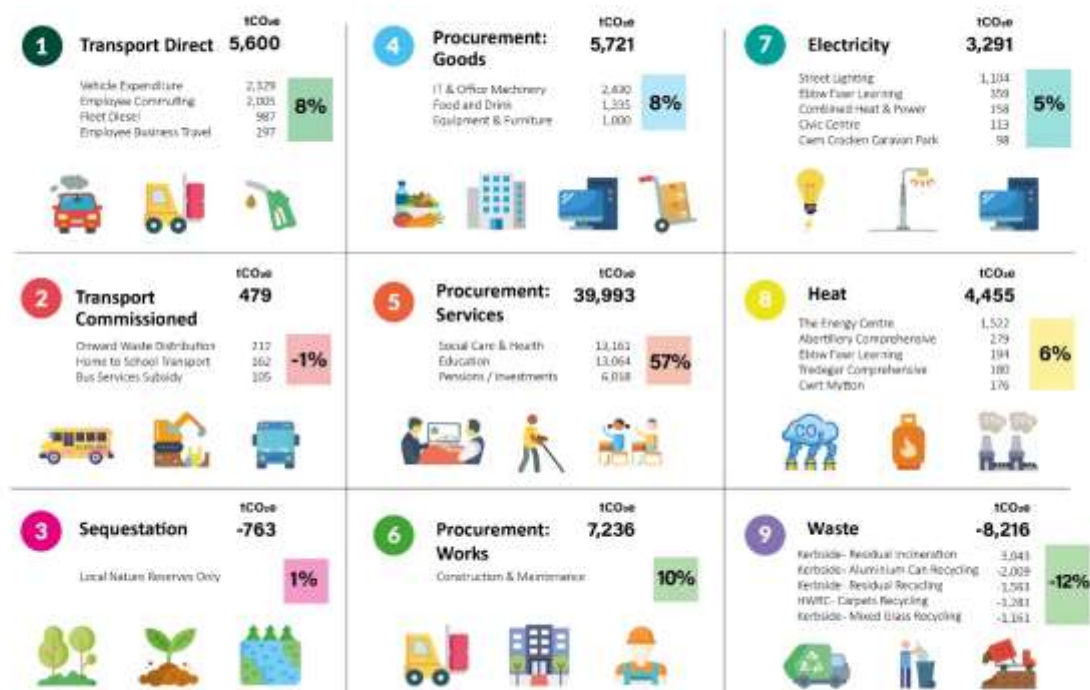 tCO₂e
1 Transport Direct 5,600
Vehicle Expenditure 2,329
Employee Commuting 2,005
Fleet Diesel 987
Employee Business Travel 297
8%
tCO₂e
2 Transport 479
Commissioned
Onward Waste Distribution 212
Home to School Transport 162
Bus Services Subsidy 105
-1%
tCO₂e
3 Sequestation -763
Local Nature Reserves Only
1%
tCO₂e
4 Procurement: 5,721
Goods
IT & Office Machinery
Food and Drink 1,335
Equipment & Furniture 1,000
8%
tCO₂e
5 Procurement: 39,993
Services
Social Care & Health 13,161
Education 13,064
Pensions / Investments
57%
tCO₂e
6 Procurement: 7,236
Works
Construction & Maintenance
10%
tCO₂e
7 Electricity 3,291
Street Lighting 1,104
Ebbw Fawr Learning 359
Combined Heat & Power 158
Civic Centre 113
Cwm Cracken Caravan Park 98
5%
tCO₂e
8 Heat 4,455
The Energy Centre 1,522
Abertillery Comprehensive 279
Ebbw Fawr Learning 194
Tredegar Comprehensive 180
Cwrt Mytton 176
6%
CO₂
tCO₂e
9 Waste -8,216
Kerbside- Residual Incineration 3,043
Kerbside- Aluminium Can Recycling -2,009
Kerbside- Residual Recycling -1,563
HWRC- Carpets Recycling -1,283
Kerbside- Mixed Glass Recycling -1,161
-12%